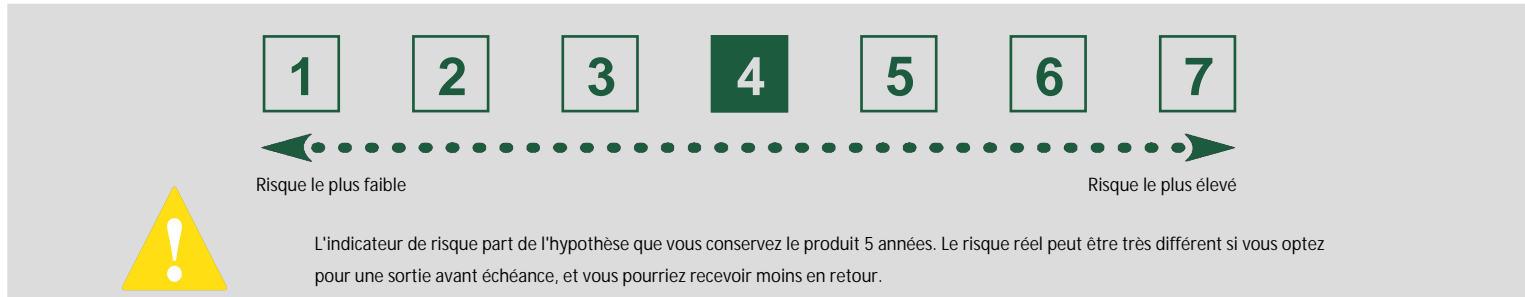 1 2 3 4 5 6 7
Risque le plus faible Risque le plus élevé
!
L'indicateur de risque part de l'hypothèse que vous conservez le produit 5 années. Le risque réel peut être très différent si vous optez
pour une sortie avant échéance, et vous pourriez recevoir moins en retour.